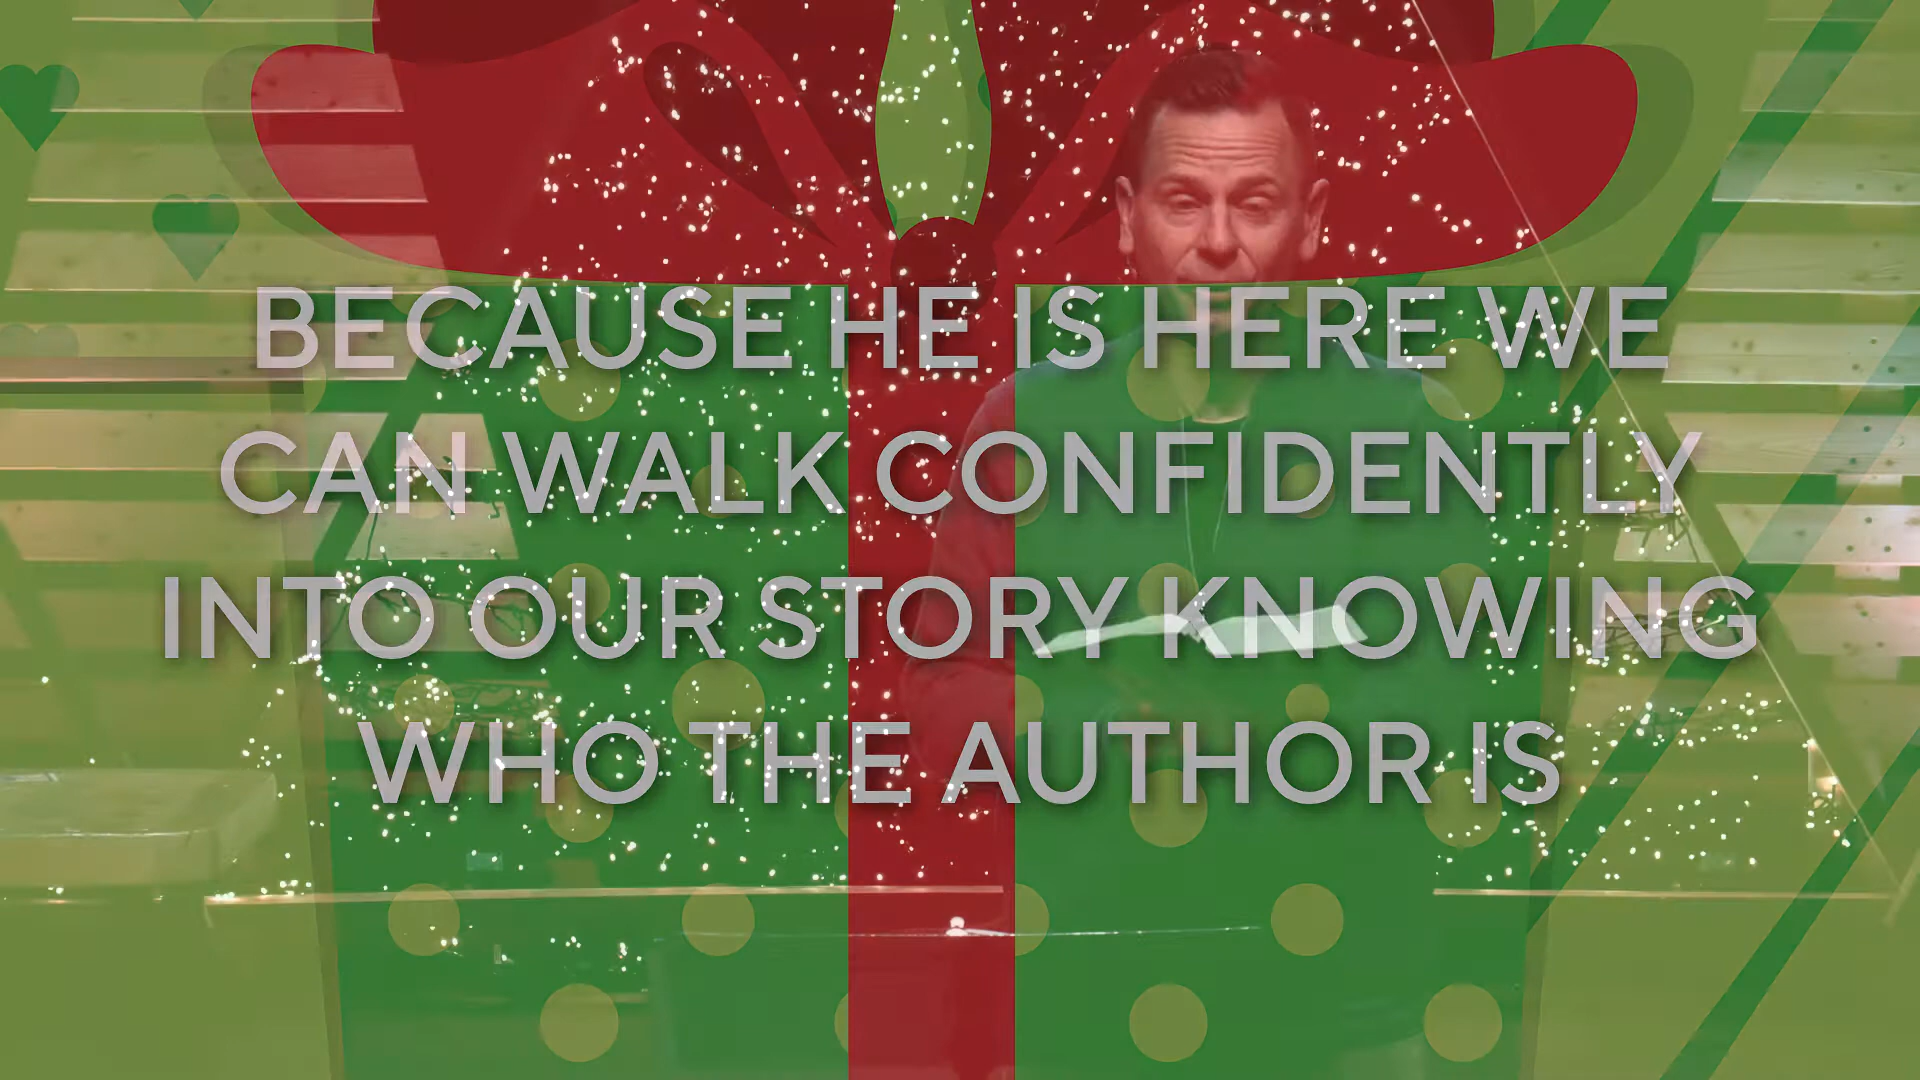 BECAUSE HE IS HERE WE
CAN WALK CONFIDENTLY
INTO OUR STORY KNOWING
WHO THE AUTHOR IS